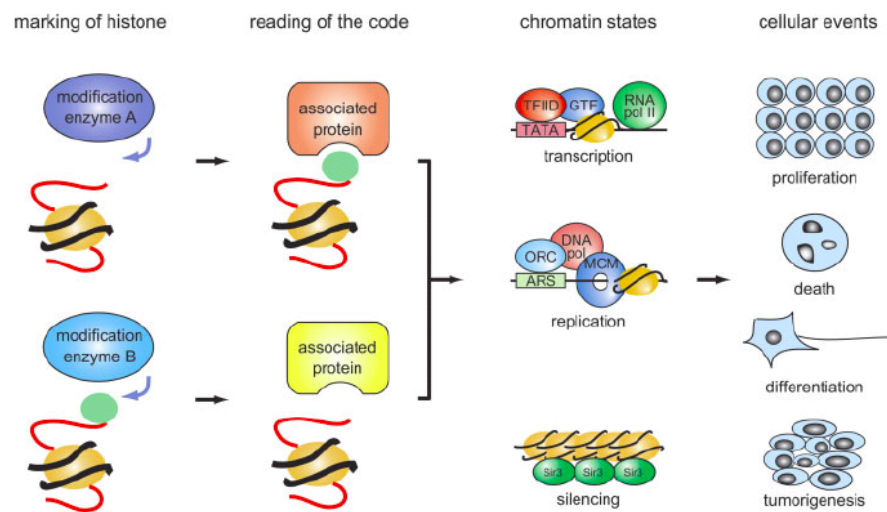 marking of histone
reading of the code
chromatin states
cellular events
modification
enzyme A
associated
protein
TFIID GTF
RNA
pol II
TATA
transcription
proliferation
ORC
DNA
pol
MCM
ARS
replication
death
modification
enzyme B
associated
protein
differentiation
Sir3 Sir3 Sir3
silencing
tumorigenesis